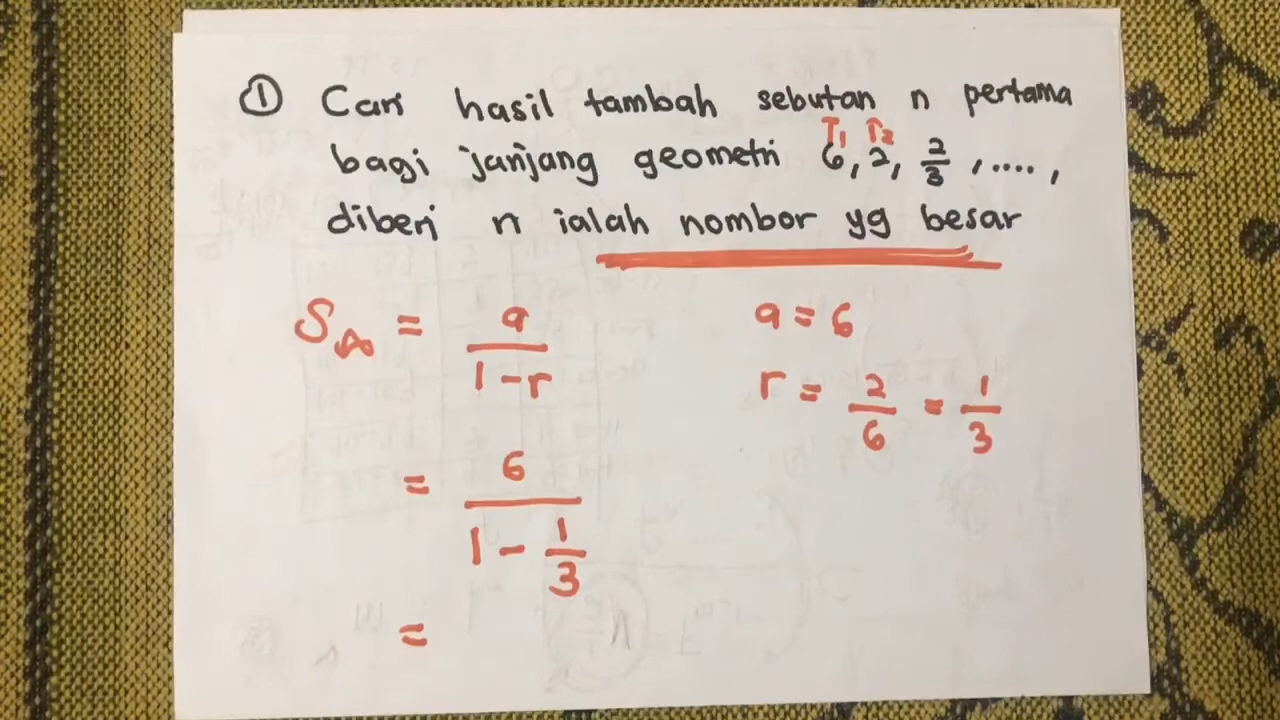 ① Cari hasil tambah sebutan n pertama
T₁ T₂
bagi janjang geometri 6, 2, 2/3, ....,
diberi n ialah nombor yg besar
S∞ = a/(1-r)
= 6/(1 - 1/3)
=
a = 6
r = 2/6 = 1/3